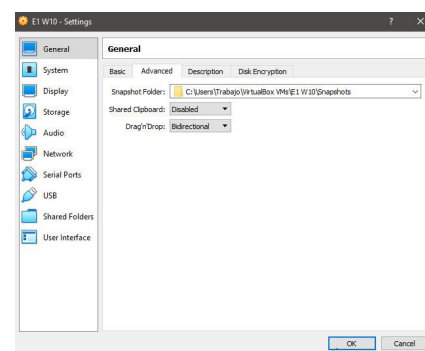 E1 W10 - Settings
General
System
Display
Storage
Audio
Network
Serial Ports
USB
Shared Folders
User Interface
General
Basic Advanced Description Disk Encryption
Snapshot Folder: C:\Users\Trabajo\VirtualBox VMs\E1 W10\Snapshots
Shared Clipboard: Disabled
Drag'n'Drop: Bidirectional
OK Cancel